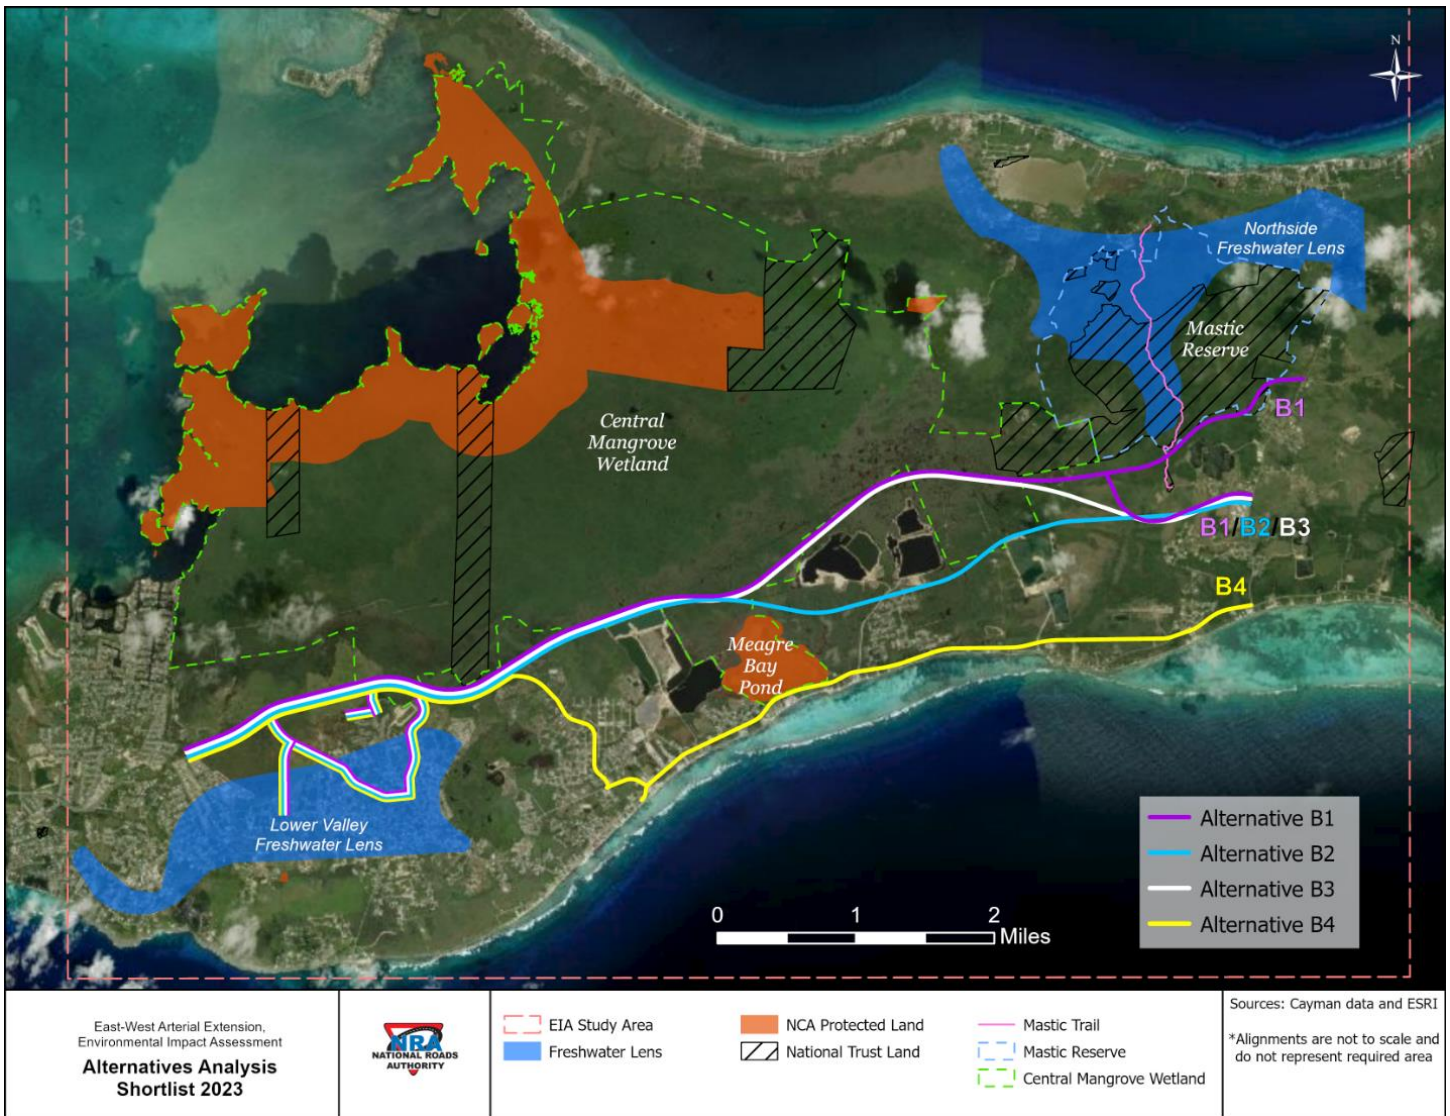 N
Northside
Freshwater Lens
Mastic
Reserve
B1
Central
Mangrove
Wetland
B1/B2/B3
B4
Meagre
Bay
Pond
Lower Valley
Freshwater Lens
0 1 2
Miles
Alternative B1
Alternative B2
Alternative B3
Alternative B4
East-West Arterial Extension,
Environmental Impact Assessment
Alternatives Analysis
Shortlist 2023
NRA
NATIONAL ROADS
AUTHORITY
EIA Study Area
Freshwater Lens
NCA Protected Land
National Trust Land
Mastic Trail
Mastic Reserve
Central Mangrove Wetland
Sources: Cayman data and ESRI
*Alignments are not to scale and
do not represent required area